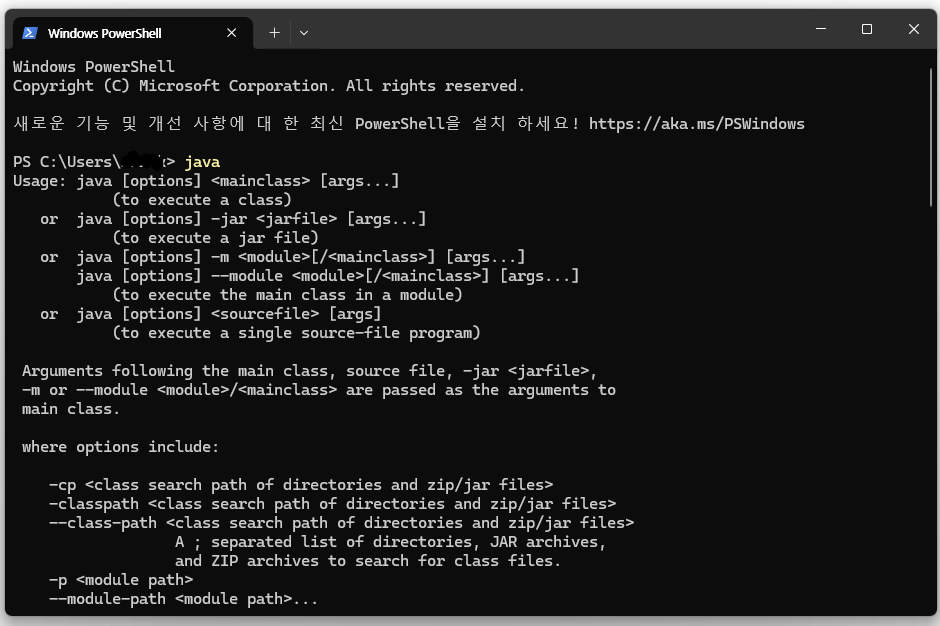 Windows PowerShell
Windows PowerShell
Copyright (C) Microsoft Corporation. All rights reserved.
새로운 기능 및 개선 사항에 대 한 최신 PowerShell을 설치 하세요! https://aka.ms/PSWindows
PS C:\Users\> java
Usage: java [options] <mainclass> [args...]
(to execute a class)
or java [options] -jar <jarfile> [args...]
(to execute a jar file)
or java [options] -m <module>[/<mainclass>] [args...]
java [options] --module <module>[/<mainclass>] [args...]
(to execute the main class in a module)
or java [options] <sourcefile> [args]
(to execute a single source-file program)
Arguments following the main class, source file, -jar <jarfile>,
-m or --module <module>/<mainclass> are passed as the arguments to
main class.
where options include:
-cp <class search path of directories and zip/jar files>
-classpath <class search path of directories and zip/jar files>
--class-path <class search path of directories and zip/jar files>
A ; separated list of directories, JAR archives,
and ZIP archives to search for class files.
-p <module path>
--module-path <module path>...